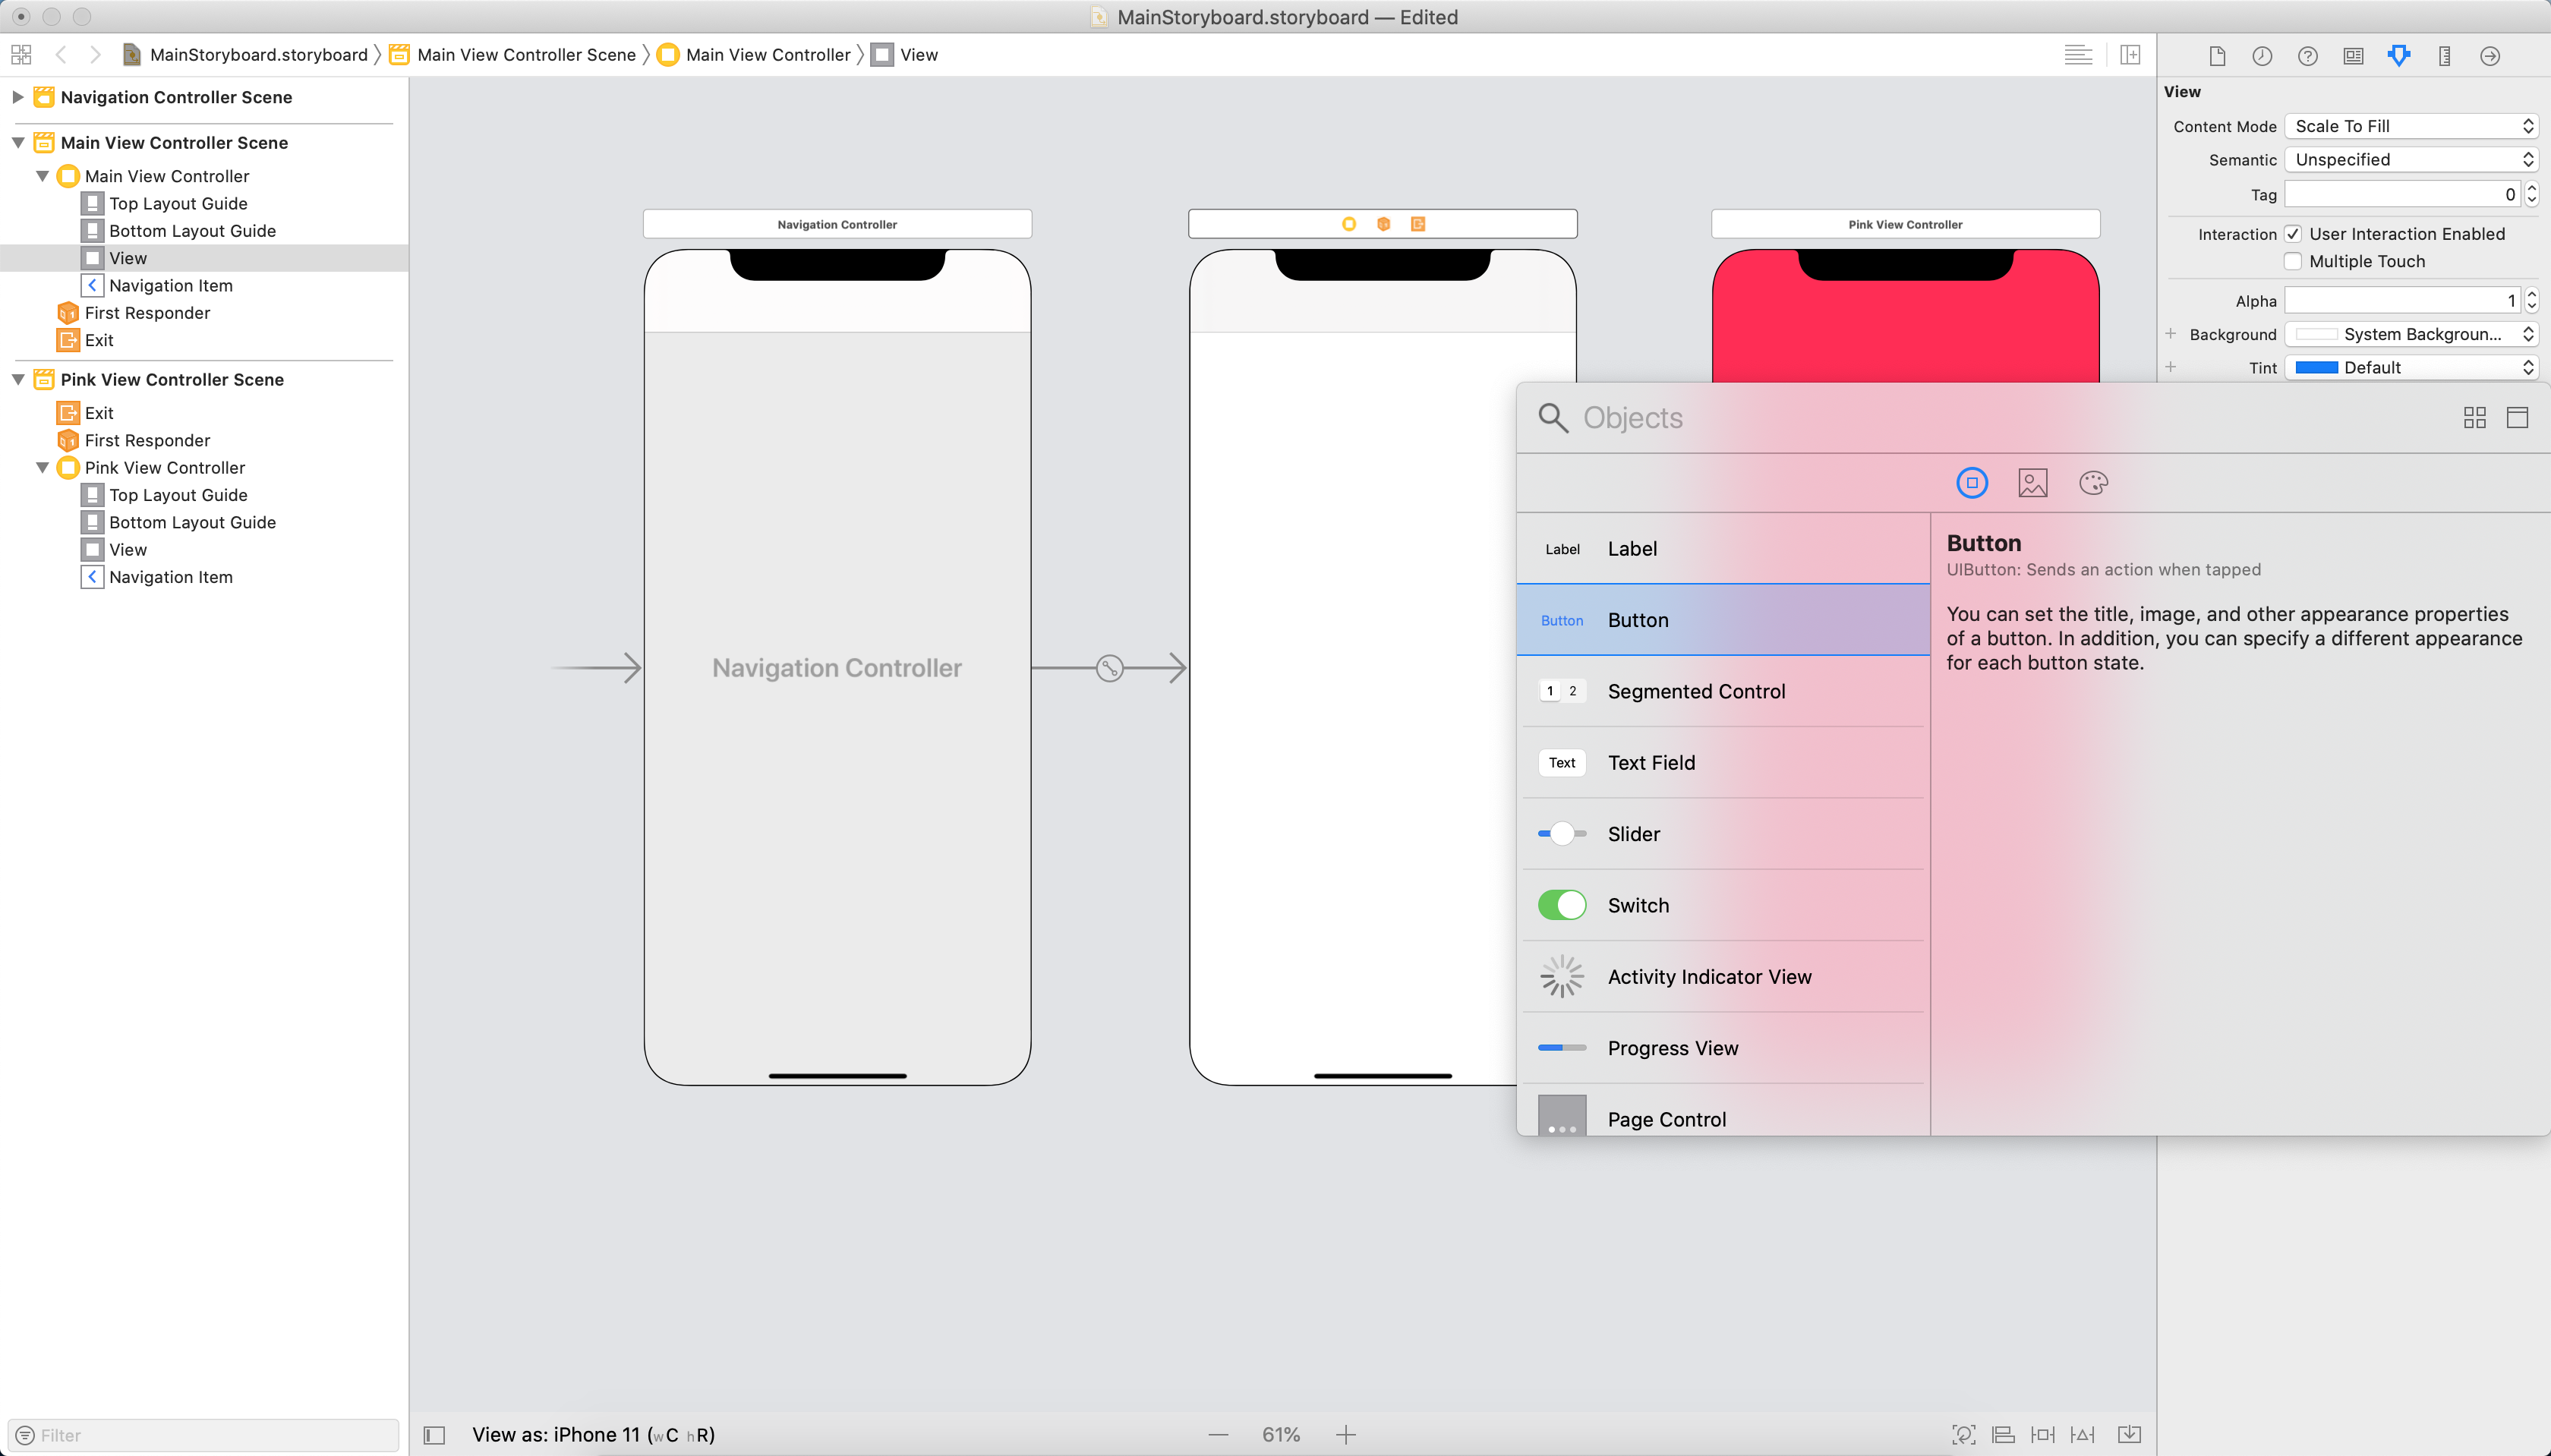 MainStoryboard.storyboard — Edited
MainStoryboard.storyboard
Main View Controller Scene
Main View Controller
View
Navigation Controller Scene
Main View Controller Scene
Main View Controller
Top Layout Guide
Bottom Layout Guide
View
Navigation Item
First Responder
Exit
Pink View Controller Scene
Exit
First Responder
Pink View Controller
Top Layout Guide
Bottom Layout Guide
View
Navigation Item
Filter
Navigation Controller
Navigation Controller
Pink View Controller
View as: iPhone 11 (wC hR)
61%
View
Content Mode Scale To Fill
Semantic Unspecified
Tag 0
Interaction User Interaction Enabled
Multiple Touch
Alpha 1
Background System Backgroun...
Tint Default
Objects
Label Label
Button Button
1 2 Segmented Control
Text Text Field
Slider
Switch
Activity Indicator View
Progress View
Page Control
Button
UIButton: Sends an action when tapped
You can set the title, image, and other appearance properties
of a button. In addition, you can specify a different appearance
for each button state.